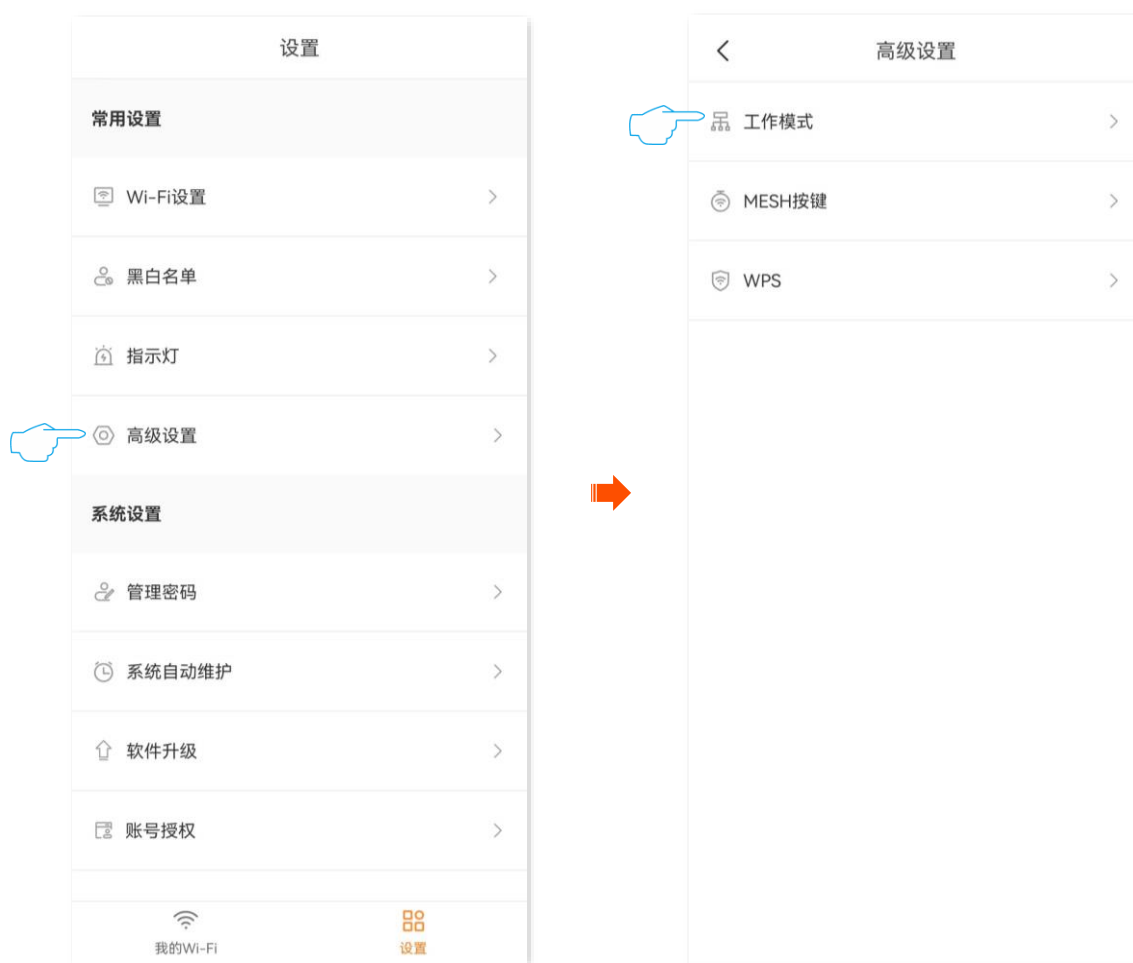 设置
常用设置
Wi-Fi设置
黑白名单
指示灯
高级设置
系统设置
管理密码
系统自动维护
软件升级
账号授权
我的Wi-Fi
设置
高级设置
工作模式
MESH按键
WPS